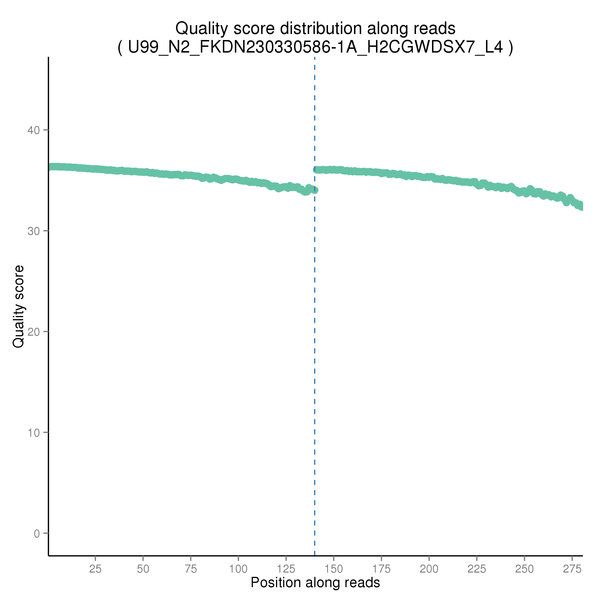 Quality score distribution along reads
( U99_N2_FKDN230330586-1A_H2CGWDSX7_L4 )
Quality score
40
30
20
10
0
25 50 75 100 125 150 175 200 225 250 275
Position along reads